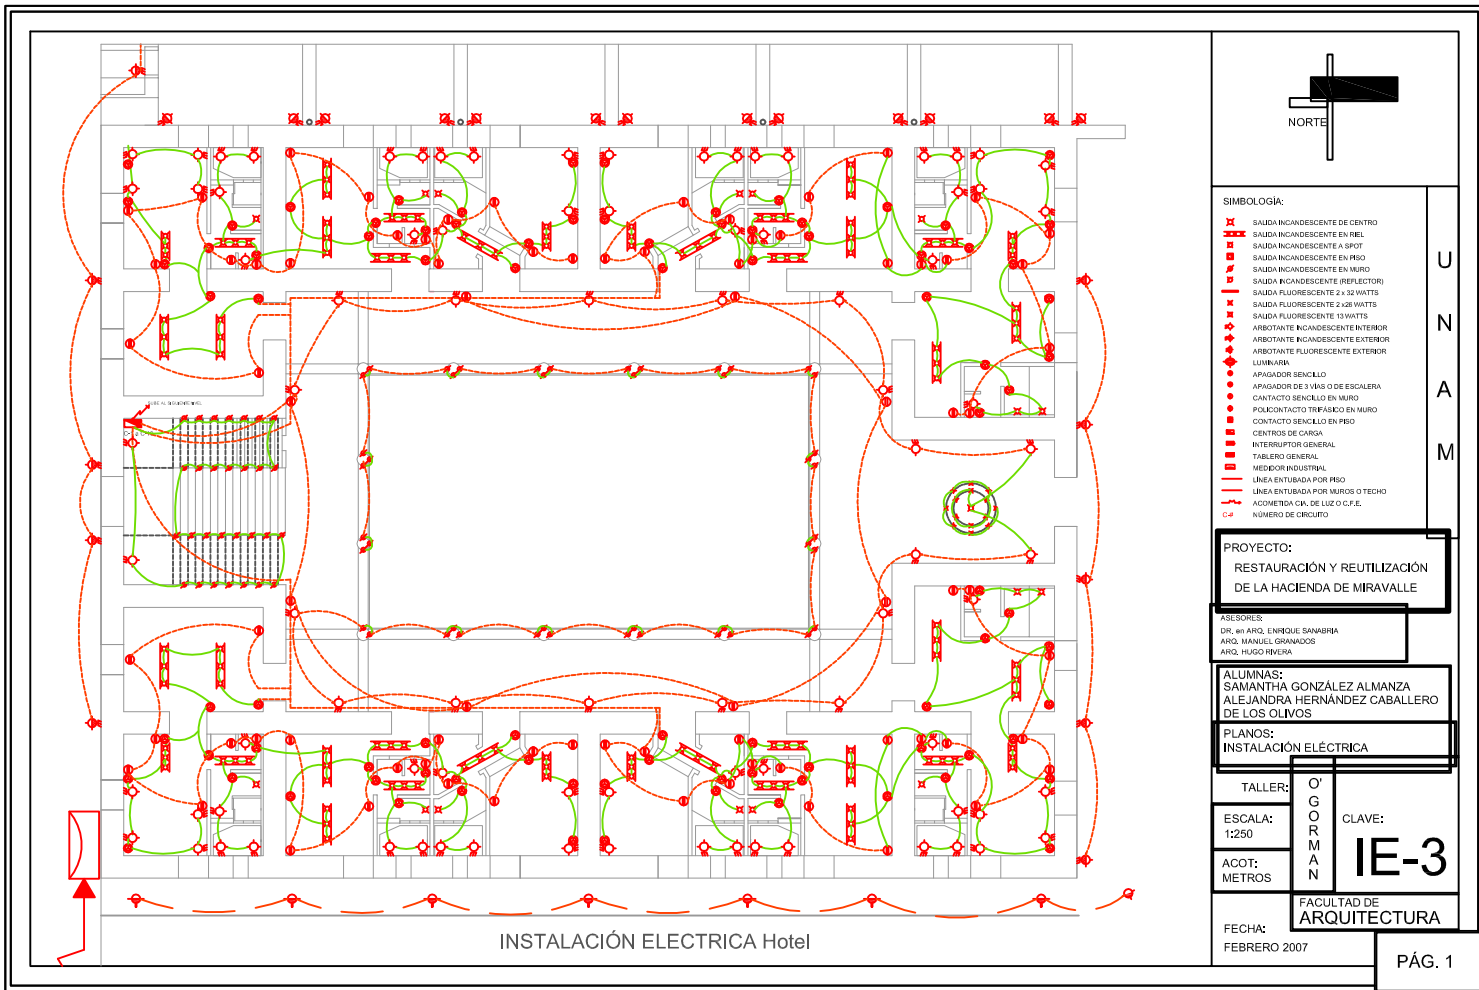 NORTE
SIMBOLOGÍA:
SALIDA INCANDESCENTE DE CENTRO
SALIDA INCANDESCENTE EN RIEL
SALIDA INCANDESCENTE A SPOT
SALIDA INCANDESCENTE EN PISO
SALIDA INCANDESCENTE EN MURO
SALIDA INCANDESCENTE (REFLECTOR)
SALIDA FLUORESCENTE 2 x 32 WATTS
SALIDA FLUORESCENTE 2 x26 WATTS
SALIDA FLUORESCENTE 13 WATTS
ARBOTANTE INCANDESCENTE INTERIOR
ARBOTANTE INCANDESCENTE EXTERIOR
ARBOTANTE FLUORESCENTE EXTERIOR
LUMINARIA
APAGADOR SENCILLO
APAGADOR DE 3 VÍAS O DE ESCALERA
CANTACTO SENCILLO EN MURO
POLICONTACTO TRIFÁSICO EN MURO
CONTACTO SENCILLO EN PISO
CENTROS DE CARGA
INTERRUPTOR GENERAL
TABLERO GENERAL
MEDIDOR INDUSTRIAL
LÍNEA ENTUBADA POR PISO
LÍNEA ENTUBADA POR MUROS O TECHO
ACOMETIDA CIA. DE LUZ O C.F.E.
C-# NÚMERO DE CIRCUITO
U
N
A
M
PROYECTO:
RESTAURACIÓN Y REUTILIZACIÓN
DE LA HACIENDA DE MIRAVALLE
ASESORES:
DR. en ARQ. ENRIQUE SANABRIA
ARQ. MANUEL GRANADOS
ARQ. HUGO RIVERA
ALUMNAS:
SAMANTHA GONZÁLEZ ALMANZA
ALEJANDRA HERNÁNDEZ CABALLERO
DE LOS OLIVOS
PLANOS:
INSTALACIÓN ELÉCTRICA
TALLER:
O'
G
O
R
M
A
N
ESCALA:
1:250
ACOT:
METROS
CLAVE:
IE-3
FACULTAD DE
ARQUITECTURA
FECHA:
FEBRERO 2007
PÁG. 1
INSTALACIÓN ELECTRICA Hotel